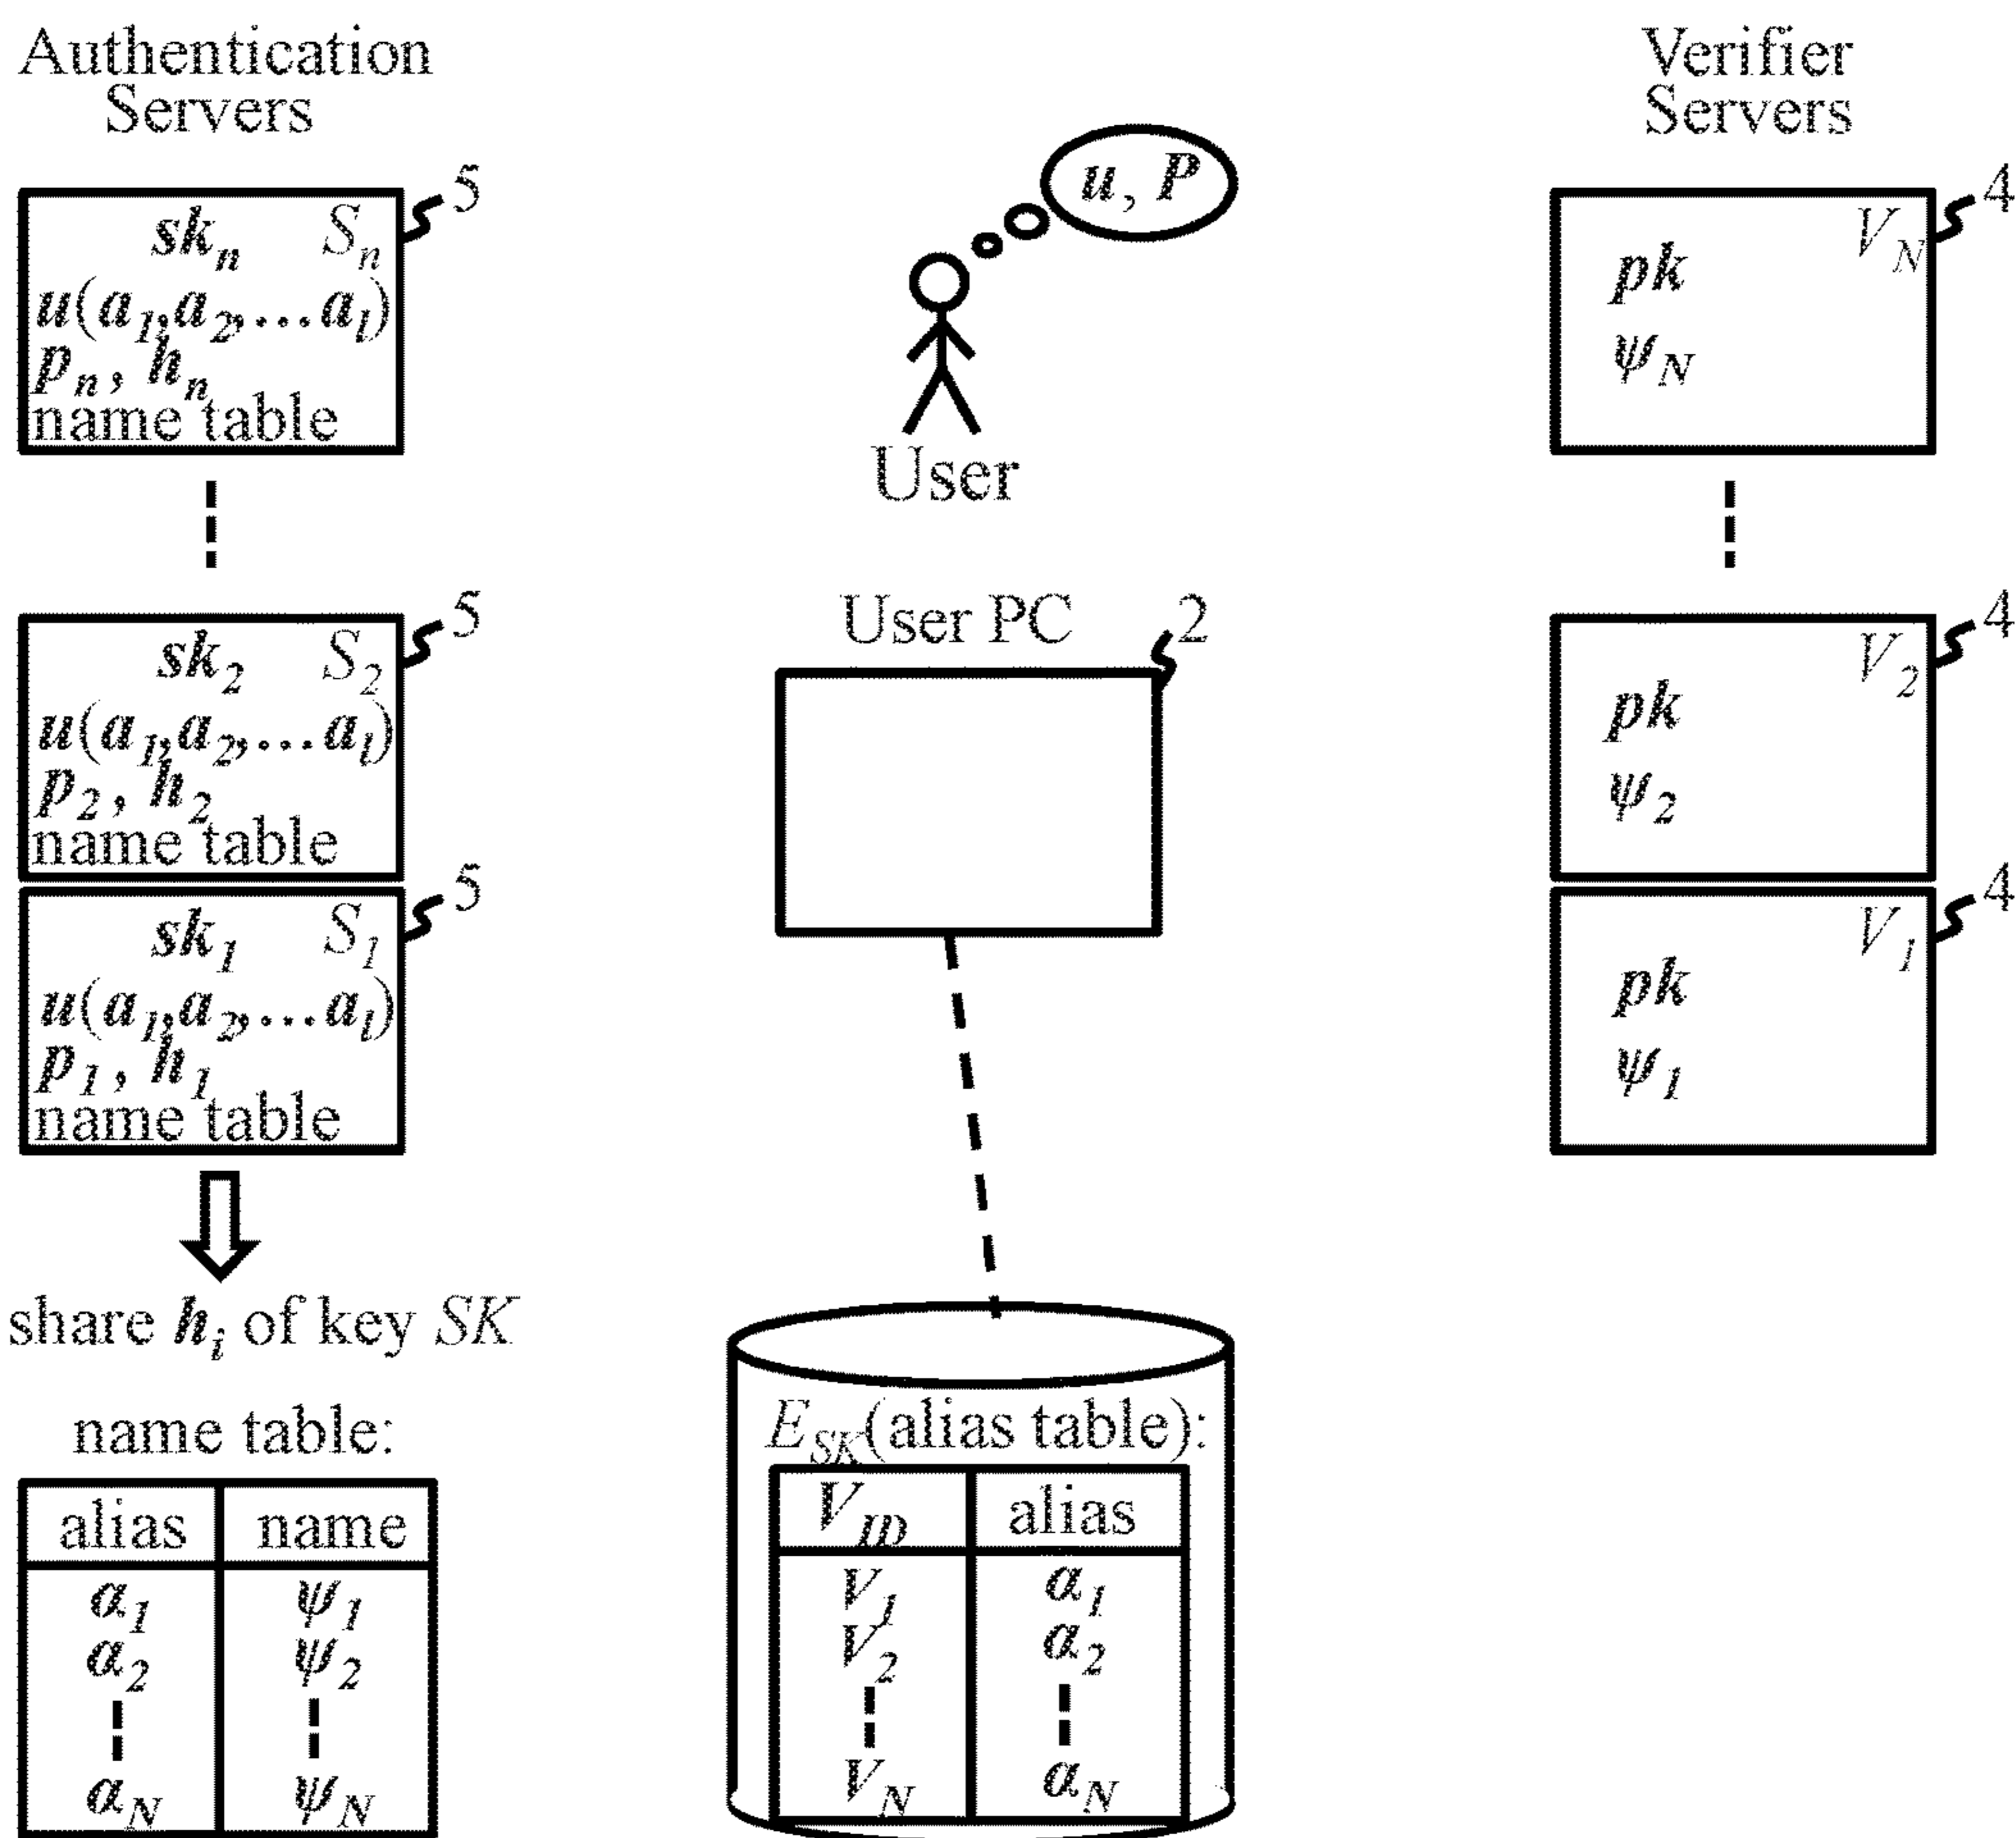 Authentication
Servers
sk_n S_n
5
u(a_1,a_2,...a_l)
p_n, h_n
name table
sk_2 S_2
5
u(a_1,a_2,...a_l)
p_2, h_2
name table
sk_1 S_1
5
u(a_1,a_2,...a_l)
p_1, h_1
name table
share h_i of key SK
name table:
alias name
α_1 ψ_1
α_2 ψ_2
α_N ψ_N
u, P
User
User PC
2
E_SK(alias table):
V_ID alias
V_1 α_1
V_2 α_2
V_N α_N
Verifier
Servers
V_N
4
pk
ψ_N
V_2
4
pk
ψ_2
V_1
4
pk
ψ_1